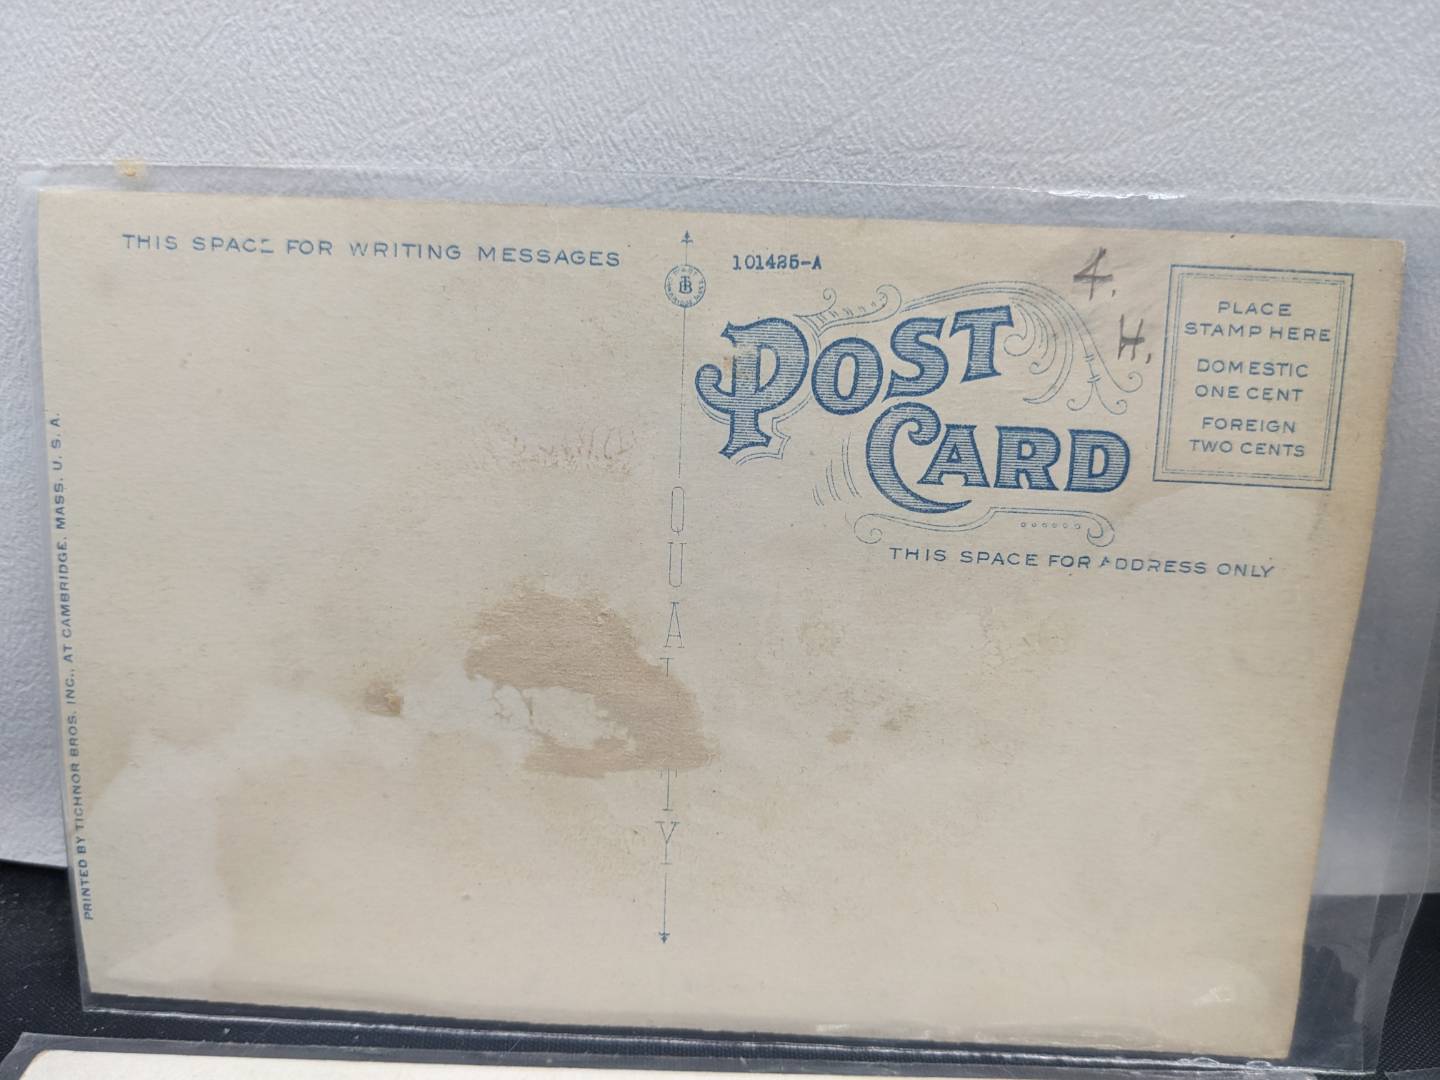 THIS SPACE FOR WRITING MESSAGES
101425-A
4.
H.
POST
CARD
PLACE
STAMP HERE
DOMESTIC
ONE CENT
FOREIGN
TWO CENTS
THIS SPACE FOR ADDRESS ONLY
QUALITY
PRINTED BY TICHNOR BROS. INC., AT CAMBRIDGE, MASS. U. S. A.